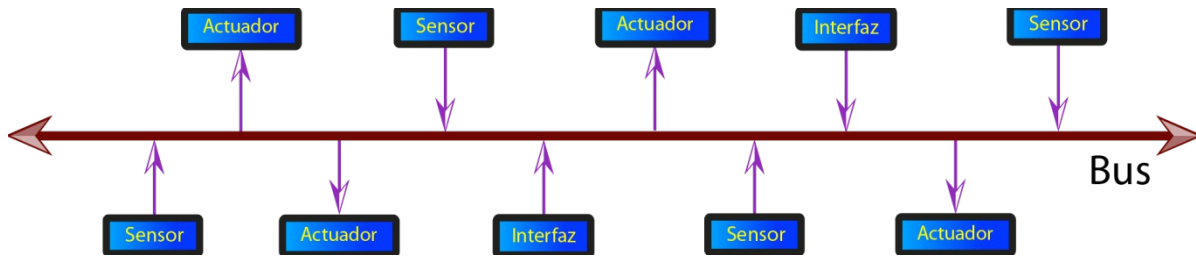 Actuador
Sensor
Actuador
Interfaz
Sensor
Bus
Sensor
Actuador
Interfaz
Sensor
Actuador